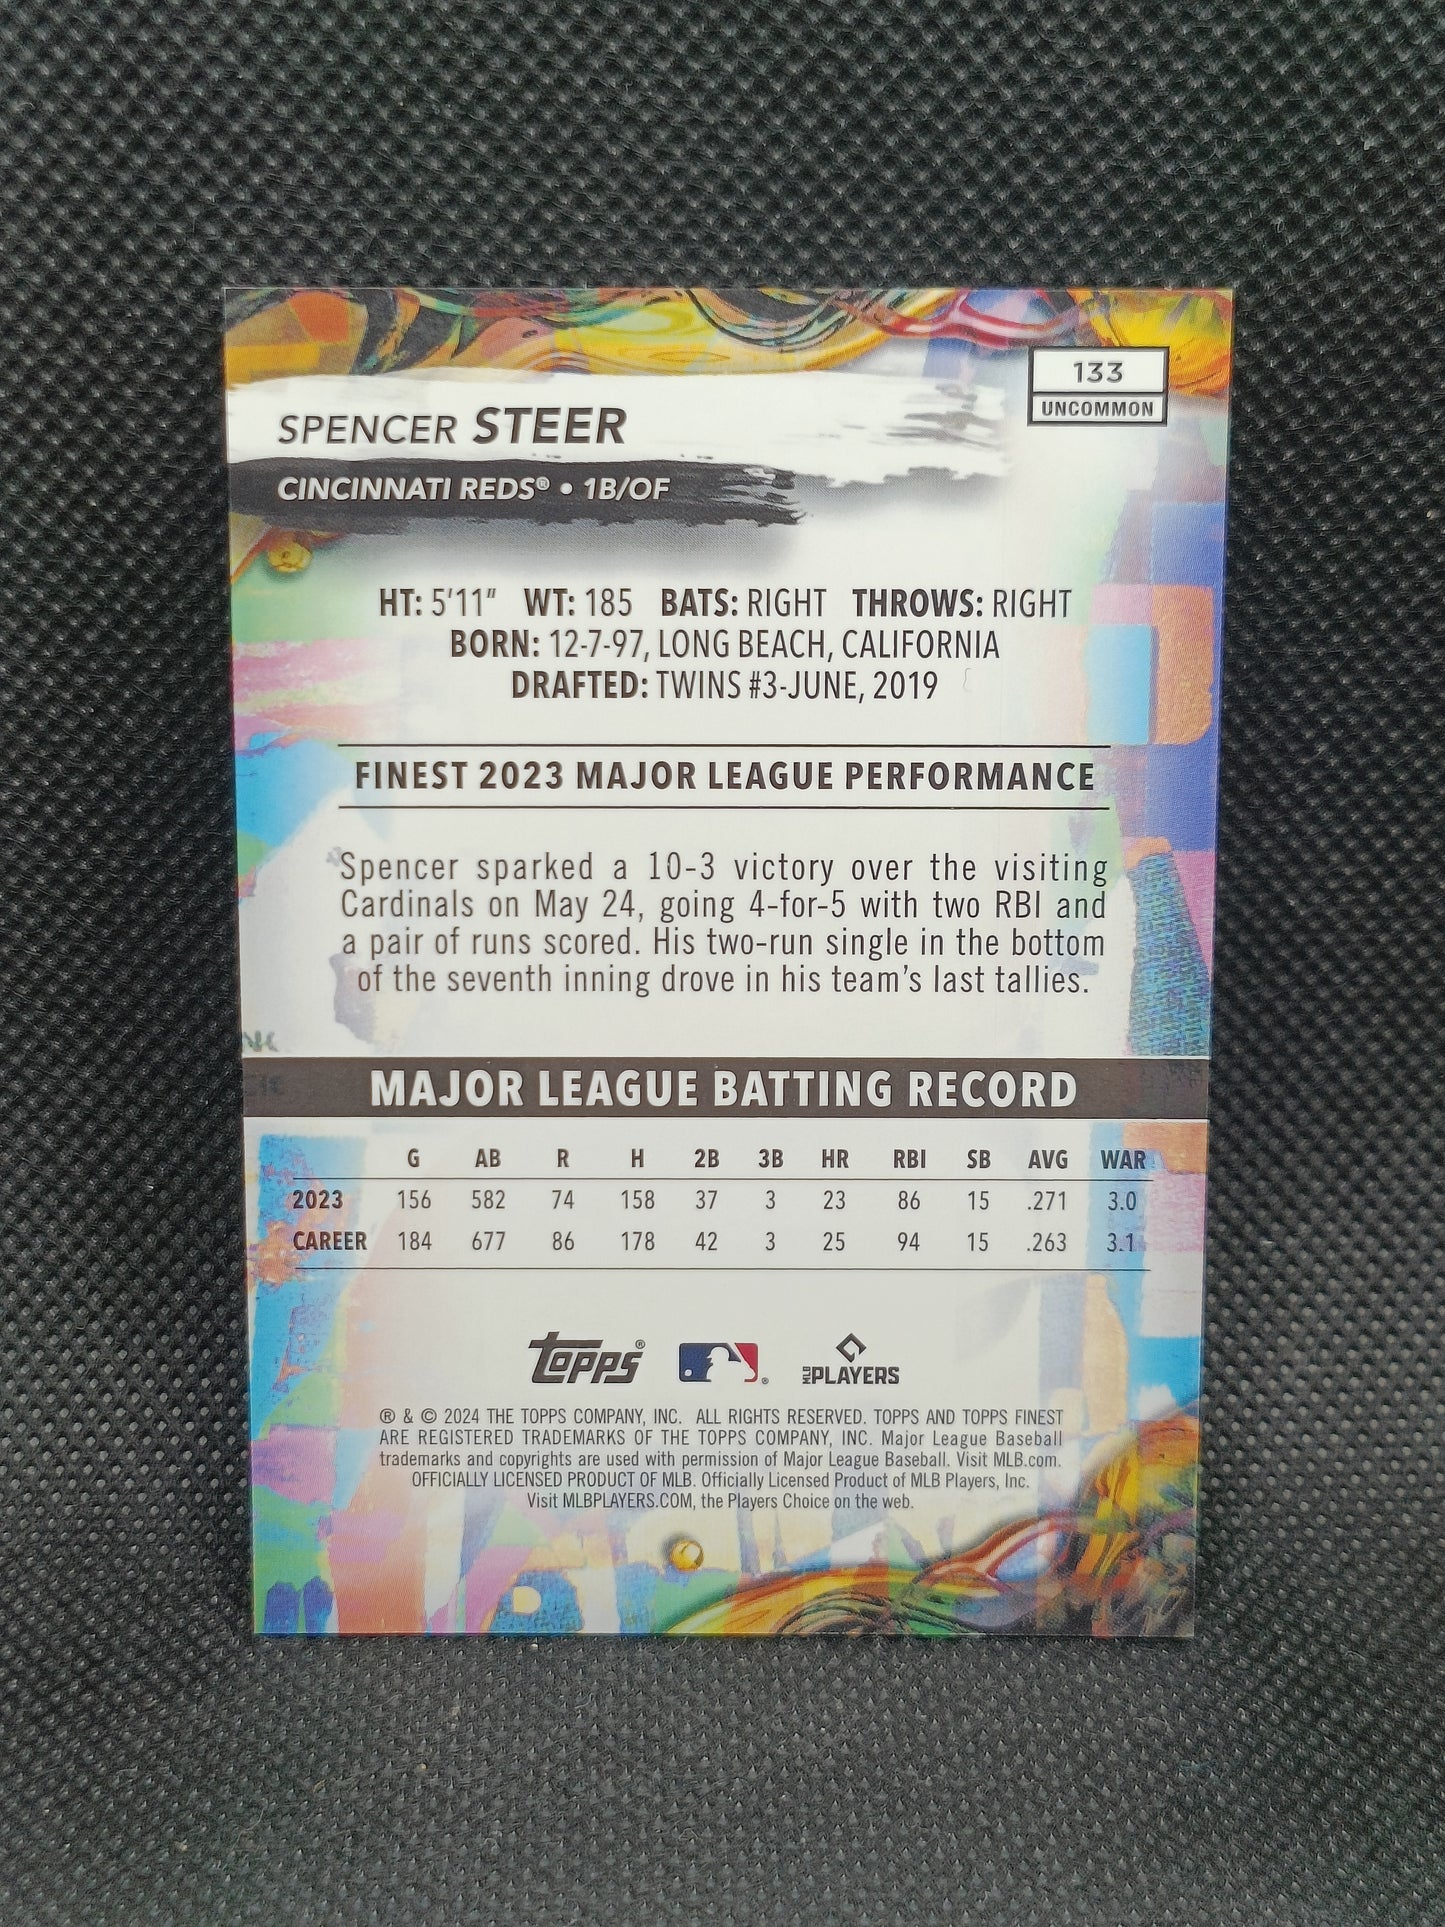 133
UNCOMMON
SPENCER STEER
CINCINNATI REDS® • 1B/OF
HT: 5'11" WT: 185 BATS: RIGHT THROWS: RIGHT
BORN: 12-7-97, LONG BEACH, CALIFORNIA
DRAFTED: TWINS #3-JUNE, 2019
FINEST 2023 MAJOR LEAGUE PERFORMANCE
Spencer sparked a 10-3 victory over the visiting
Cardinals on May 24, going 4-for-5 with two RBI and
a pair of runs scored. His two-run single in the bottom
of the seventh inning drove in his team's last tallies.
MAJOR LEAGUE BATTING RECORD
G AB R H 2B 3B HR RBI SB AVG WAR
2023 156 582 74 158 37 3 23 86 15 .271 3.0
CAREER 184 677 86 178 42 3 25 94 15 .263 3.1
Topps® ® MLB PLAYERS
® & © 2024 THE TOPPS COMPANY, INC. ALL RIGHTS RESERVED. TOPPS AND TOPPS FINEST
ARE REGISTERED TRADEMARKS OF THE TOPPS COMPANY, INC. Major League Baseball
trademarks and copyrights are used with permission of Major League Baseball. Visit MLB.com.
OFFICIALLY LICENSED PRODUCT OF MLB. Officially Licensed Product of MLB Players, Inc.
Visit MLBPLAYERS.COM, the Players Choice on the web.